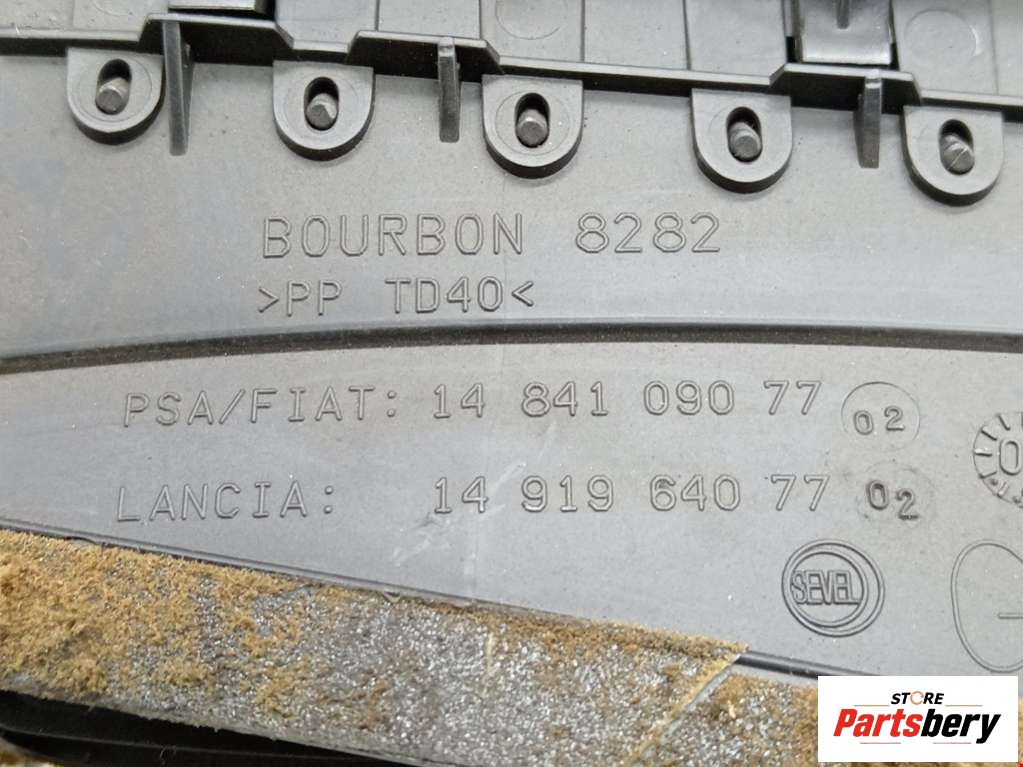 BOURBON 8282
>PP TD40<
PSA/FIAT: 14 841 090 77 02
LANCIA: 14 919 640 77 02
SEVEL
STORE
Partsbery